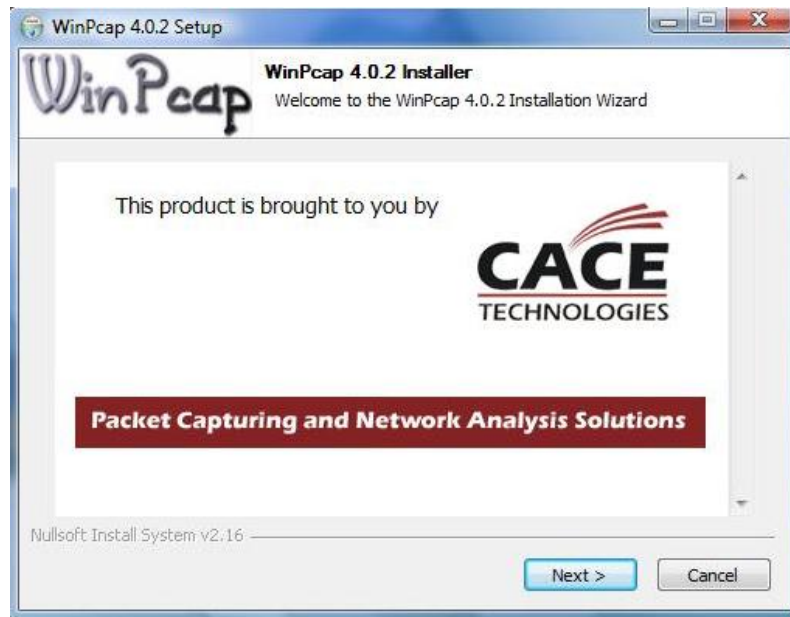 WinPcap 4.0.2 Setup
WinPcap
WinPcap 4.0.2 Installer
Welcome to the WinPcap 4.0.2 Installation Wizard
This product is brought to you by
CACE
TECHNOLOGIES
Packet Capturing and Network Analysis Solutions
Nullsoft Install System v2.16
Next >
Cancel